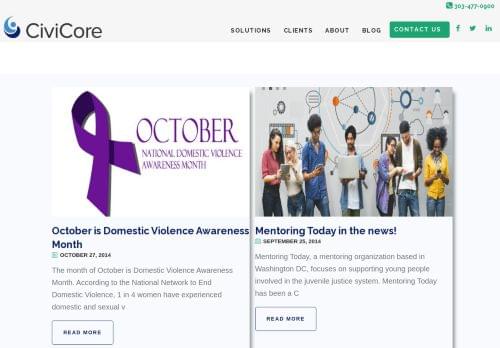 303-477-0900
CiviCore
SOLUTIONS CLIENTS ABOUT BLOG CONTACT US
OCTOBER
NATIONAL DOMESTIC VIOLENCE
AWARENESS MONTH
October is Domestic Violence Awareness
Month
OCTOBER 27, 2014
The month of October is Domestic Violence Awareness
Month. According to the National Network to End
Domestic Violence, 1 in 4 women have experienced
domestic and sexual v
READ MORE
Mentoring Today in the news!
SEPTEMBER 25, 2014
Mentoring Today, a mentoring organization based in
Washington DC, focuses on supporting young people
involved in the juvenile justice system. Mentoring Today
has been a C
READ MORE